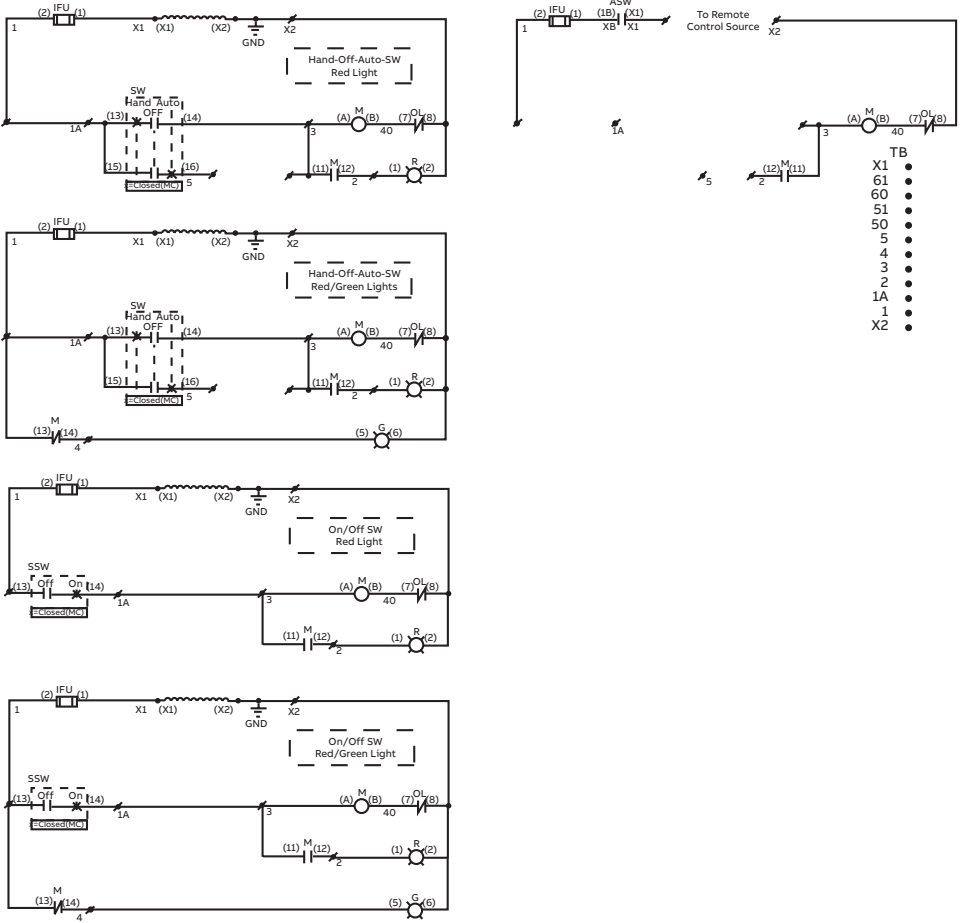 (2) IFU (1)
1 X1 (X1) (X2) X2
GND
Hand-Off-Auto-SW
Red Light
SW
Hand Auto
OFF
(13) (14)
1A 3
M
(A) (B) 40
OL
(7) (8)
(15) (16)
5
=Closed(MC)
M
(11) (12)
2
R
(1) (2)
(2) IFU (1)
1 X1 (X1) (X2) X2
GND
Hand-Off-Auto-SW
Red/Green Lights
SW
Hand Auto
OFF
(13) (14)
1A 3
M
(A) (B) 40
OL
(7) (8)
(15) (16)
5
=Closed(MC)
M
(11) (12)
2
R
(1) (2)
M
(13) (14)
4
G
(5) (6)
(2) IFU (1)
1 X1 (X1) (X2) X2
GND
On/Off SW
Red Light
SSW
(13) Off On (14)
1A 3
=Closed(MC)
M
(A) (B) 40
OL
(7) (8)
M
(11) (12)
2
R
(1) (2)
(2) IFU (1)
1 X1 (X1) (X2) X2
GND
On/Off SW
Red/Green Light
SSW
(13) Off On (14)
1A 3
=Closed(MC)
M
(A) (B) 40
OL
(7) (8)
M
(11) (12)
2
R
(1) (2)
M
(13) (14)
4
G
(5) (6)
ASW
(2) IFU (1) (1B) (X1)
1 XB X1
To Remote
Control Source
X2
1A
3
M
(A) (B) 40
OL
(7) (8)
5
2
M
(12) (11)
TB
X1
61
60
51
50
5
4
3
2
1A
1
X2